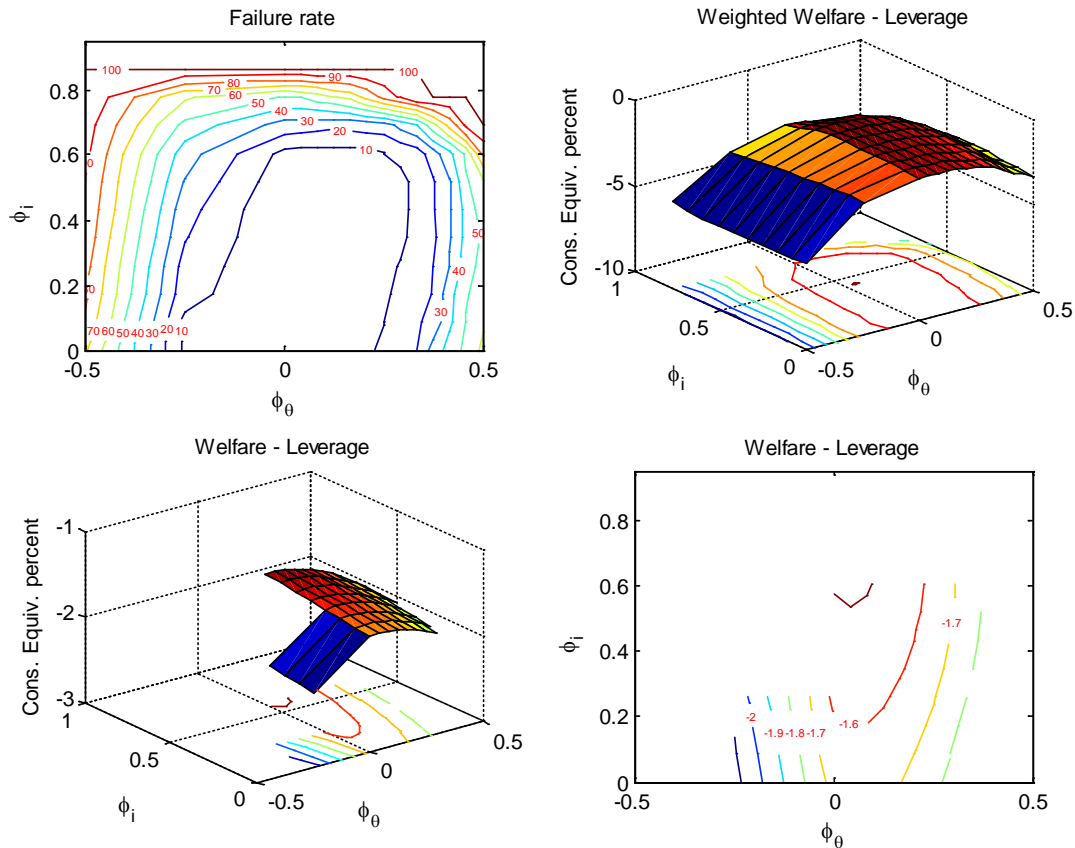 Failure rate
100
100
90
80
70
60
50
40
30
20
10
0
0
50
40
30
70 60 50 40 30 20 10
0.8
0.6
0.4
0.2
0
-0.5 0 0.5
ϕi
ϕθ
Weighted Welfare - Leverage
0
-5
-10
Cons. Equiv. percent
1
0.5
0
ϕi
-0.5
0
0.5
ϕθ
Welfare - Leverage
-1
-2
-3
Cons. Equiv. percent
1
0.5
0
ϕi
-0.5
0
0.5
ϕθ
Welfare - Leverage
0.8
0.6
0.4
0.2
0
ϕi
-1.7
-2
-1.9 -1.8 -1.7
-1.6
-0.5 0 0.5
ϕθ